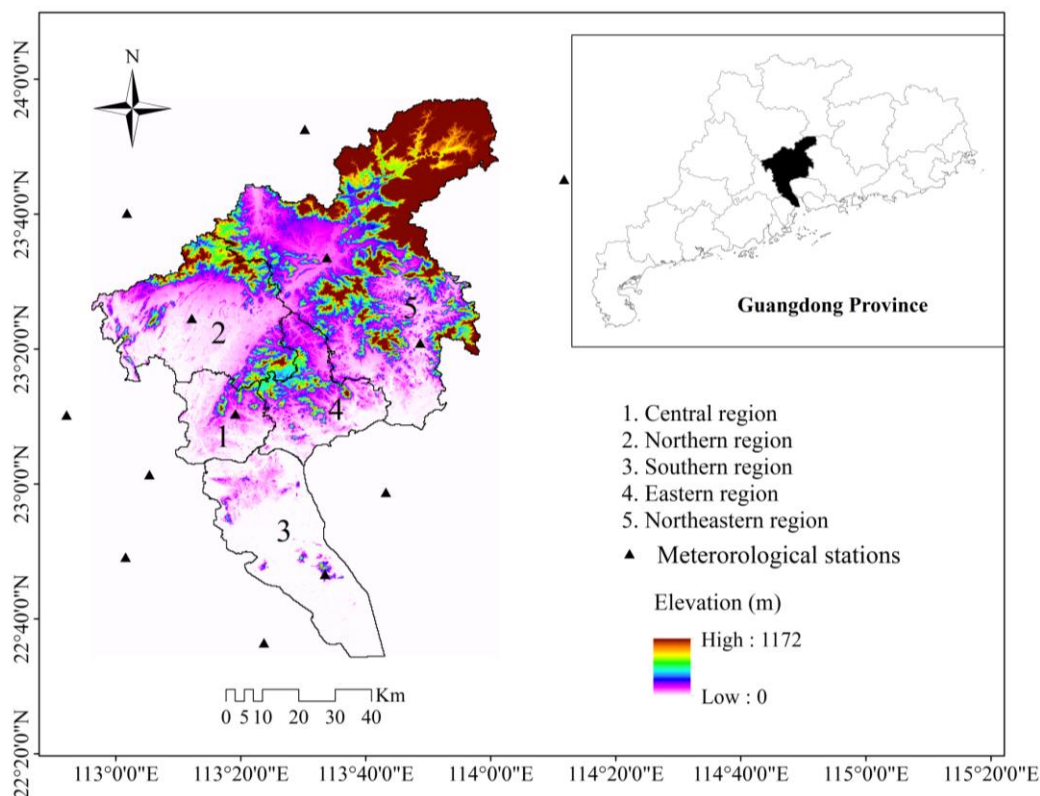 N
24°0'0"N
23°40'0"N
23°20'0"N
23°0'0"N
22°40'0"N
22°20'0"N
2
5
1
4
3
Guangdong Province
1. Central region
2. Northern region
3. Southern region
4. Eastern region
5. Northeastern region
Meterorological stations
Elevation (m)
High : 1172
Low : 0
Km
0 5 10 20 30 40
113°0'0"E 113°20'0"E 113°40'0"E 114°0'0"E 114°20'0"E 114°40'0"E 115°0'0"E 115°20'0"E